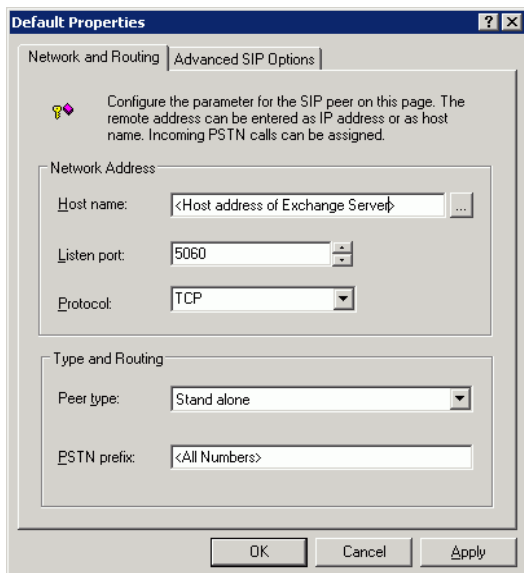 Default Properties
Network and Routing
Advanced SIP Options
Configure the parameter for the SIP peer on this page. The
remote address can be entered as IP address or as host
name. Incoming PSTN calls can be assigned.
Network Address
Host name:
<Host address of Exchange Server>
...
Listen port:
5060
Protocol:
TCP
Type and Routing
Peer type:
Stand alone
PSTN prefix:
<All Numbers>
OK
Cancel
Apply